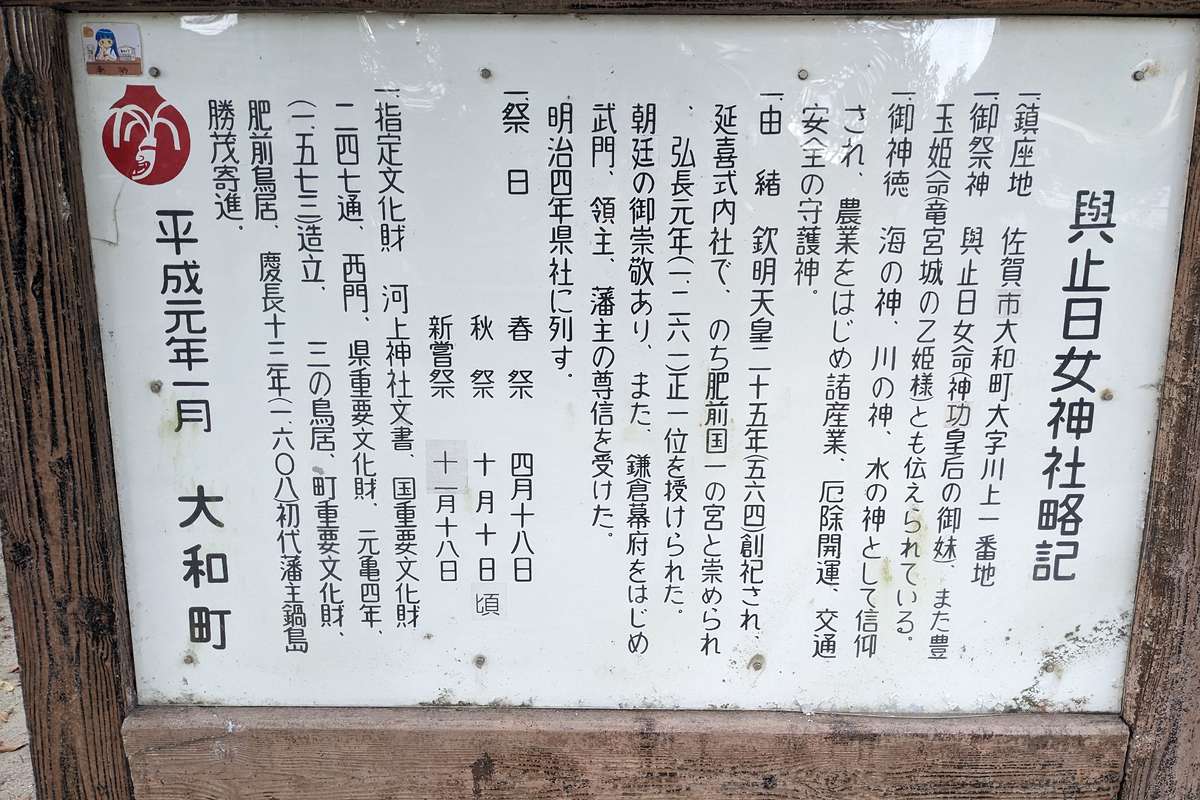 與止日女神社略記
一、鎮座地 佐賀市大和町大字川上一番地
一、御祭神 與止日女命(神功皇后の御妹)、また豊
玉姫命(竜宮城の乙姫様)とも伝えられている。
一、御神徳 海の神、川の神、水の神として信仰
され、農業をはじめ諸産業、厄除開運、交通
安全の守護神。
一、由 緒 欽明天皇二十五年(五六四)創祀され、
延喜式内社で、のち肥前国一の宮と崇められ
、弘長元年(一、二六一)正一位を授けられた。
朝廷の御崇敬あり、また、鎌倉幕府をはじめ
武門、領主、藩主の尊信を受けた。
明治四年県社に列す.
一、祭 日 春 祭 四月十八日
秋 祭 十月十日頃
新嘗祭 十一月十八日
一、指定文化財 河上神社文書、国重要文化財
二四七通、西門、県重要文化財、元亀四年、
(一、五七三)造立、三の鳥居、町重要文化財、
肥前鳥居、慶長十三年(一、六〇八)初代藩主鍋島
勝茂寄進.
平成元年一月 大和町